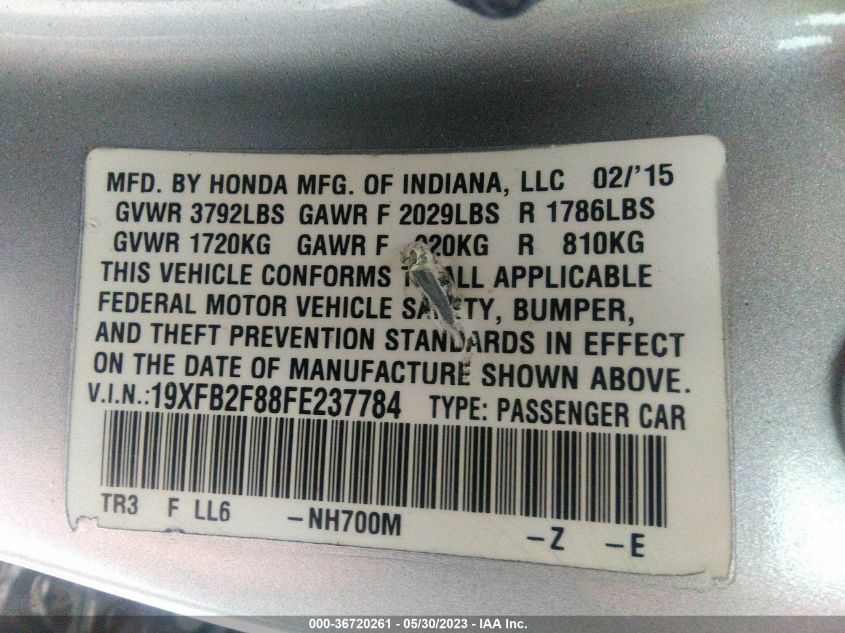 MFD. BY HONDA MFG. OF INDIANA, LLC 02/'15
GVWR 3792LBS GAWR F 2029LBS R 1786LBS
GVWR 1720KG GAWR F 920KG R 810KG
THIS VEHICLE CONFORMS TO ALL APPLICABLE
FEDERAL MOTOR VEHICLE SAFETY, BUMPER,
AND THEFT PREVENTION STANDARDS IN EFFECT
ON THE DATE OF MANUFACTURE SHOWN ABOVE.
V.I.N.:19XFB2F88FE237784 TYPE: PASSENGER CAR
TR3 F LL6 -NH700M -Z -E
000-36720261 - 05/30/2023 - IAA Inc.